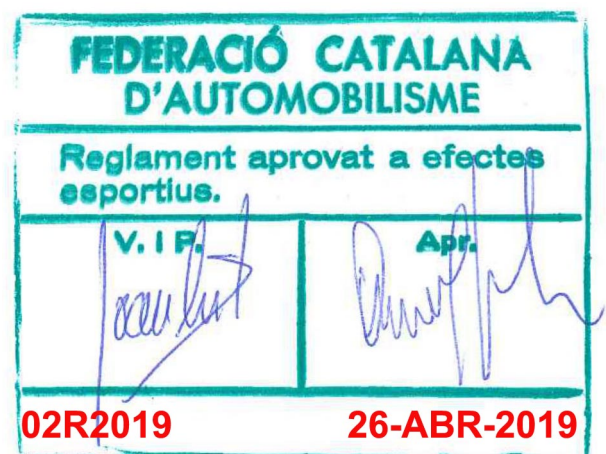 FEDERACIÓ CATALANA
D'AUTOMOBILISME
Reglament aprovat a efectes
esportius.
V. I P. Apr.
02R2019 26-ABR-2019